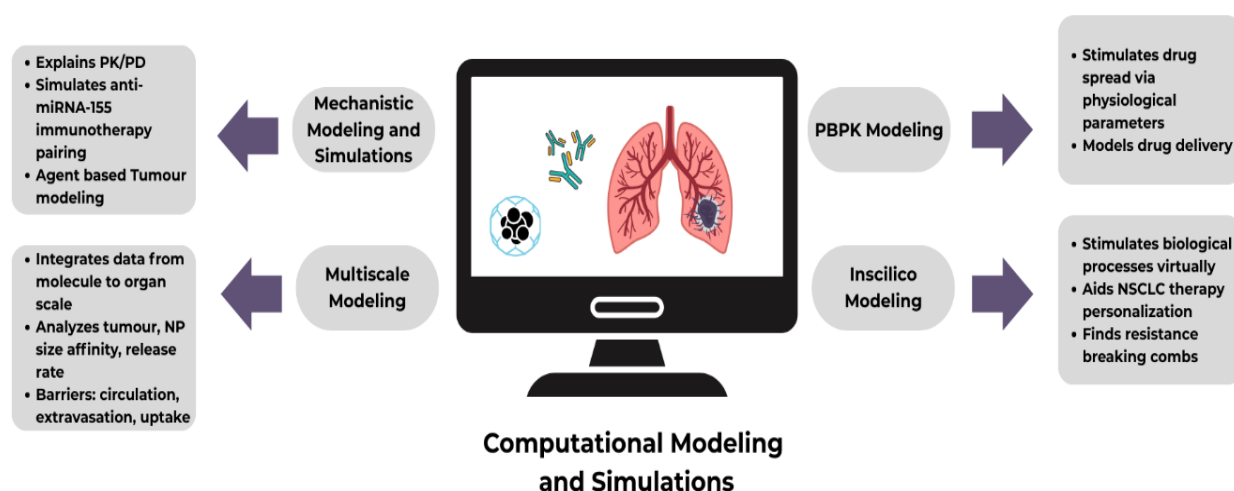 • Explains PK/PD
• Simulates anti-
miRNA-155
immunotherapy
pairing
• Agent based Tumour
modeling
Mechanistic
Modeling and
Simulations
• Integrates data from
molecule to organ
scale
• Analyzes tumour, NP
size affinity, release
rate
• Barriers: circulation,
extravasation, uptake
Multiscale
Modeling
PBPK Modeling
• Stimulates drug
spread via
physiological
parameters
• Models drug delivery
Inscilico
Modeling
• Stimulates biological
processes virtually
• Aids NSCLC therapy
personalization
• Finds resistance
breaking combs
Computational Modeling
and Simulations